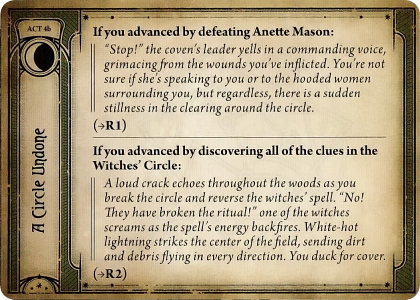 ACT 4b
A Circle Undone
If you advanced by defeating Anette Mason:
“Stop!” the coven’s leader yells in a commanding voice,
grimacing from the wounds you’ve inflicted. You’re not
sure if she’s speaking to you or to the hooded women
surrounding you, but regardless, there is a sudden
stillness in the clearing around the circle.
(→R1)
If you advanced by discovering all of the clues in the
Witches’ Circle:
A loud crack echoes throughout the woods as you
break the circle and reverse the witches’ spell. “No!
They have broken the ritual!” one of the witches
screams as the spell’s energy backfires. White-hot
lightning strikes the center of the field, sending dirt
and debris flying in every direction. You duck for cover.
(→R2)